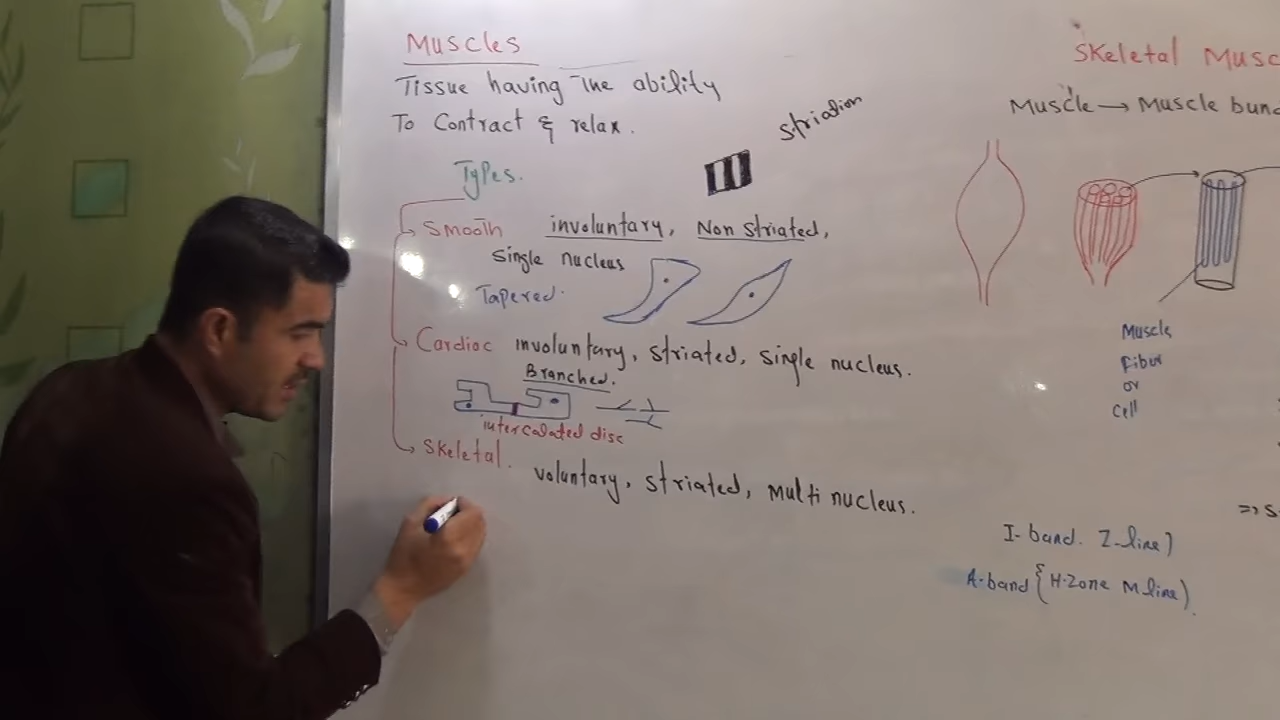 Muscles
Tissue having The ability
To Contract & relax.
striation
Types.
Smooth involuntary, Non Striated,
Single nucleus
Tapered.
Cardiac involuntary, striated, single nucleus.
Branched.
intercalated disc
Skeletal. voluntary, striated, Multi nucleus.
Skeletal Musc
Muscle → Muscle bun
Muscle
Fiber
or
Cell
I-band. Z-line)
A-band { H-Zone M line).